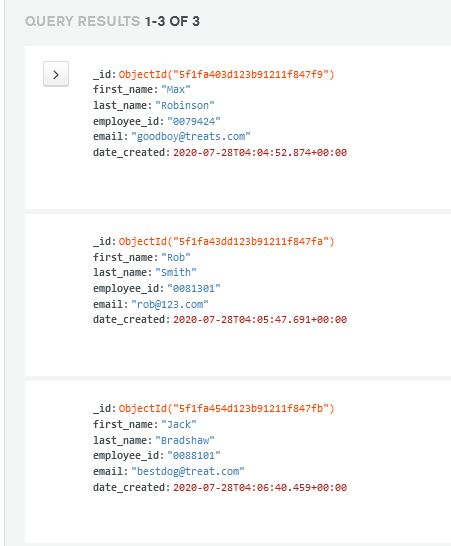 QUERY RESULTS 1-3 OF 3
_id: ObjectId("5f1fa403d123b91211f847f9")
first_name: "Max"
last_name: "Robinson"
employee_id: "0079424"
email: "goodboy@treats.com"
date_created: 2020-07-28T04:04:52.874+00:00
_id: ObjectId("5f1fa43dd123b91211f847fa")
first_name: "Rob"
last_name: "Smith"
employee_id: "0081301"
email: "rob@123.com"
date_created: 2020-07-28T04:05:47.691+00:00
_id: ObjectId("5f1fa454d123b91211f847fb")
first_name: "Jack"
last_name: "Bradshaw"
employee_id: "0088101"
email: "bestdog@treat.com"
date_created: 2020-07-28T04:06:40.459+00:00